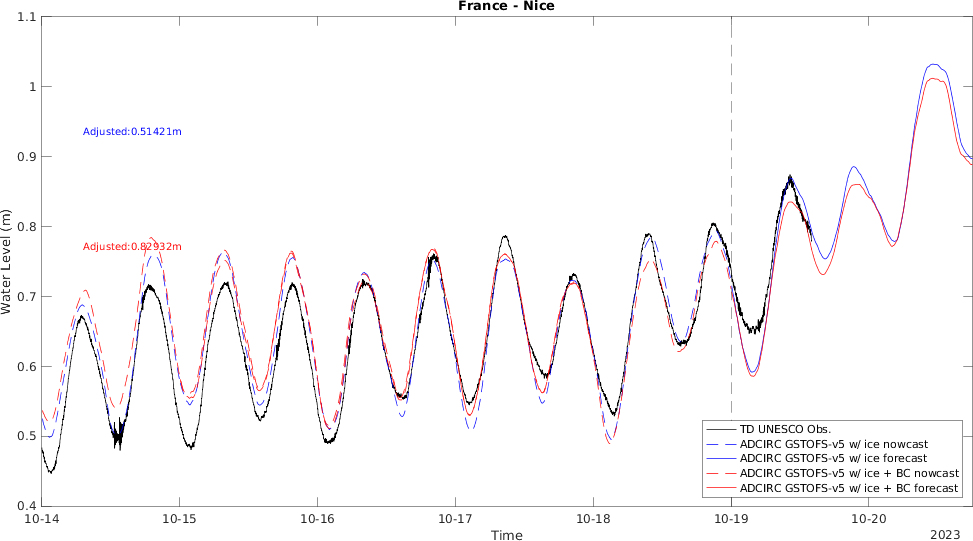 France - Nice
1.1
1
0.9
0.8
0.7
0.6
0.5
0.4
Water Level (m)
Adjusted:0.51421m
Adjusted:0.82932m
TD UNESCO Obs.
ADCIRC GSTOFS-v5 w/ ice nowcast
ADCIRC GSTOFS-v5 w/ ice forecast
ADCIRC GSTOFS-v5 w/ ice + BC nowcast
ADCIRC GSTOFS-v5 w/ ice + BC forecast
10-14 10-15 10-16 10-17 10-18 10-19 10-20
Time
2023